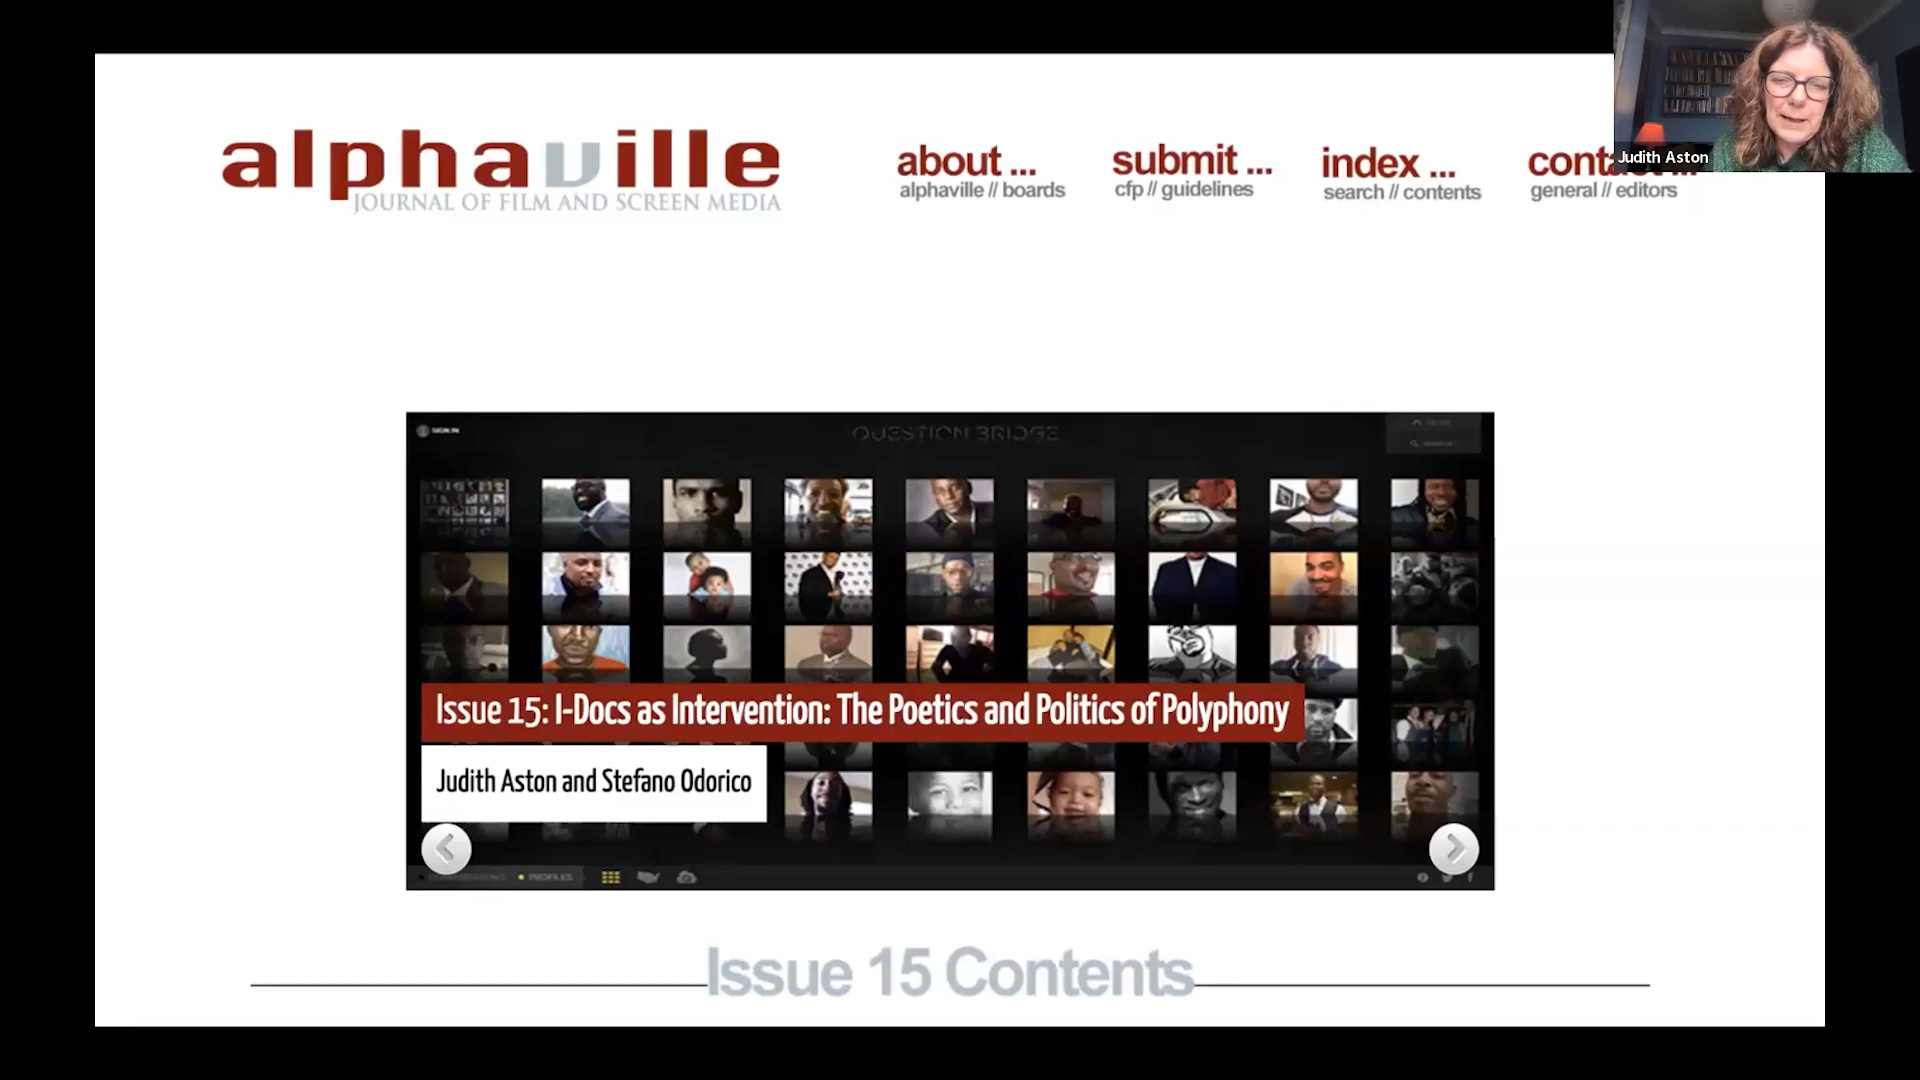 alphaville
JOURNAL OF FILM AND SCREEN MEDIA
about ...
alphaville // boards
submit ...
cfp // guidelines
index ...
search // contents
general // editors
Judith Aston
SIGN IN
QUESTION BRIDGE
Issue 15: I-Docs as Intervention: The Poetics and Politics of Polyphony
Judith Aston and Stefano Odorico
PROFILES
Issue 15 Contents